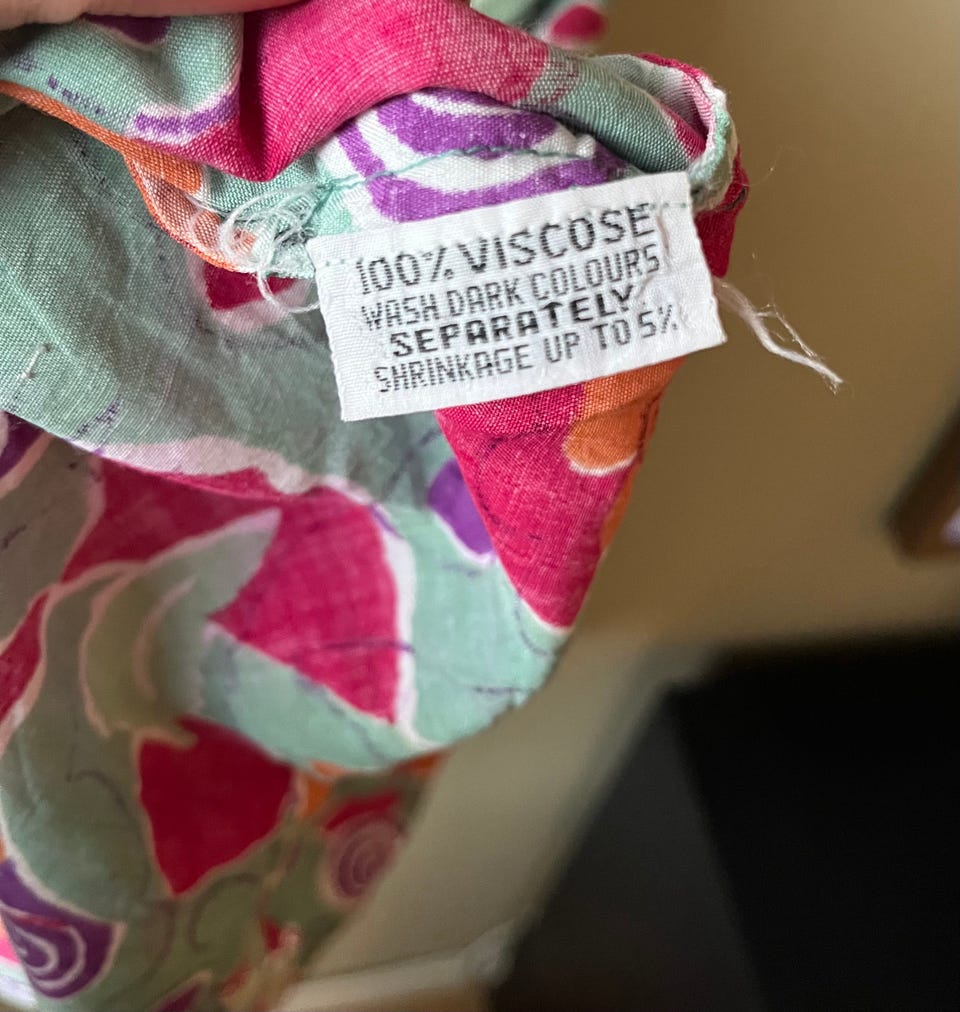 100% VISCOSE
WASH DARK COLOURS
SEPARATELY
SHRINKAGE UP TO 5%